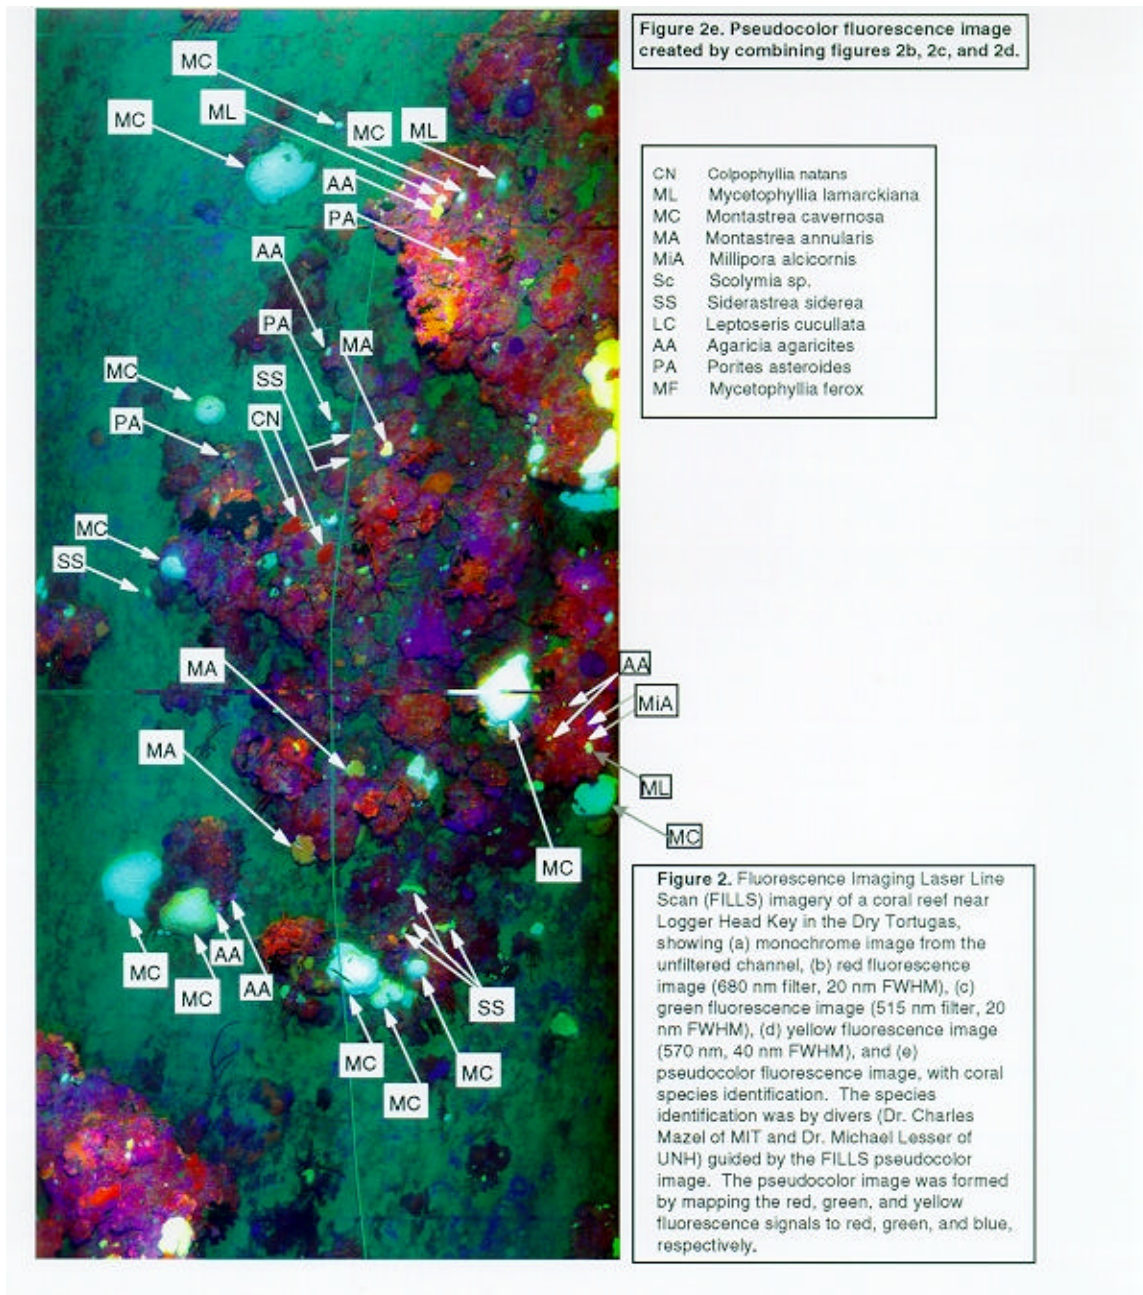 Figure 2e. Pseudocolor fluorescence image
created by combining figures 2b, 2c, and 2d.
MC
ML
MC
MC
ML
AA
PA
CN Colpophyllia natans
ML Mycetophyllia lamarckiana
MC Montastrea cavernosa
MA Montastrea annularis
MiA Millipora alcicornis
Sc Scolymia sp.
SS Siderastrea siderea
LC Leptoseris cucullata
AA Agaricia agaricites
PA Porites asteroides
MF Mycetophyllia ferox
AA
PA
MA
MC
SS
PA
CN
MC
SS
MA
AA
MiA
MA
ML
MC
MC
AA
MC
MC
AA
SS
MC
MC
MC
Figure 2. Fluorescence Imaging Laser Line
Scan (FILLS) imagery of a coral reef near
Logger Head Key in the Dry Tortugas,
showing (a) monochrome image from the
unfiltered channel, (b) red fluorescence
image (680 nm filter, 20 nm FWHM), (c)
green fluorescence image (515 nm filter, 20
nm FWHM), (d) yellow fluorescence image
(570 nm, 40 nm FWHM), and (e)
pseudocolor fluorescence image, with coral
species identification. The species
identification was by divers (Dr. Charles
Mazel of MIT and Dr. Michael Lesser of
UNH) guided by the FILLS pseudocolor
image. The pseudocolor image was formed
by mapping the red, green, and yellow
fluorescence signals to red, green, and blue,
respectively.